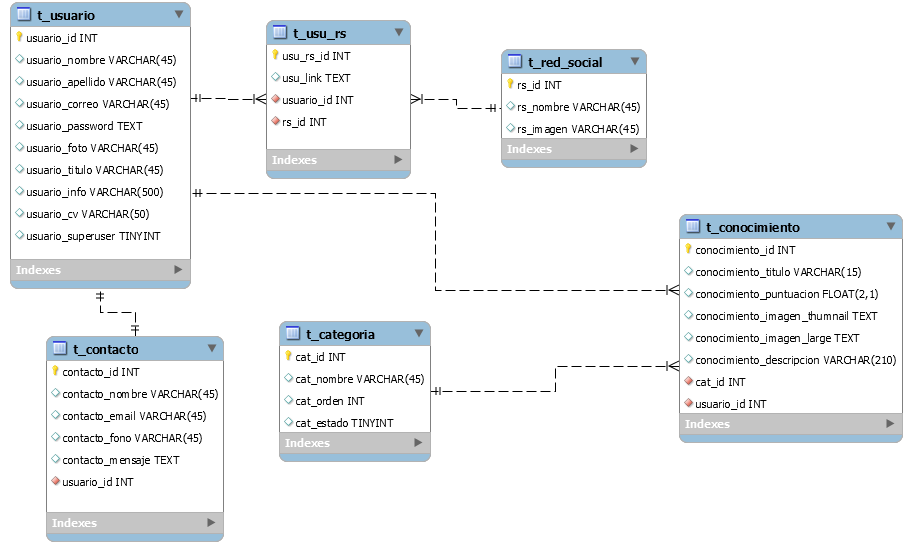 t_usuario
usuario_id INT
usuario_nombre VARCHAR(45)
usuario_apellido VARCHAR(45)
usuario_correo VARCHAR(45)
usuario_password TEXT
usuario_foto VARCHAR(45)
usuario_titulo VARCHAR(45)
usuario_info VARCHAR(500)
usuario_cv VARCHAR(50)
usuario_superuser TINYINT
Indexes
t_usu_rs
usu_rs_id INT
usu_link TEXT
usuario_id INT
rs_id INT
Indexes
t_red_social
rs_id INT
rs_nombre VARCHAR(45)
rs_imagen VARCHAR(45)
Indexes
t_conocimiento
conocimiento_id INT
conocimiento_titulo VARCHAR(15)
conocimiento_puntuacion FLOAT(2,1)
conocimiento_imagen_thumnail TEXT
conocimiento_imagen_large TEXT
conocimiento_descripcion VARCHAR(210)
cat_id INT
usuario_id INT
Indexes
t_contacto
contacto_id INT
contacto_nombre VARCHAR(45)
contacto_email VARCHAR(45)
contacto_fono VARCHAR(45)
contacto_mensaje TEXT
usuario_id INT
Indexes
t_categoria
cat_id INT
cat_nombre VARCHAR(45)
cat_orden INT
cat_estado TINYINT
Indexes